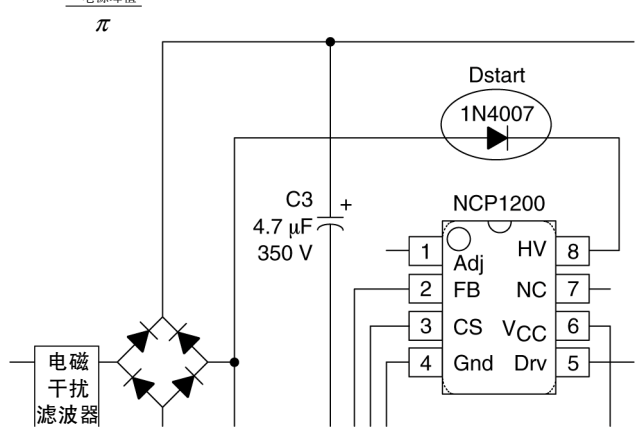 π
Dstart
1N4007
C3 +
4.7 μF
350 V
NCP1200
1 Adj HV 8
2 FB NC 7
3 CS VCC 6
4 Gnd Drv 5
电磁
干扰
滤波器